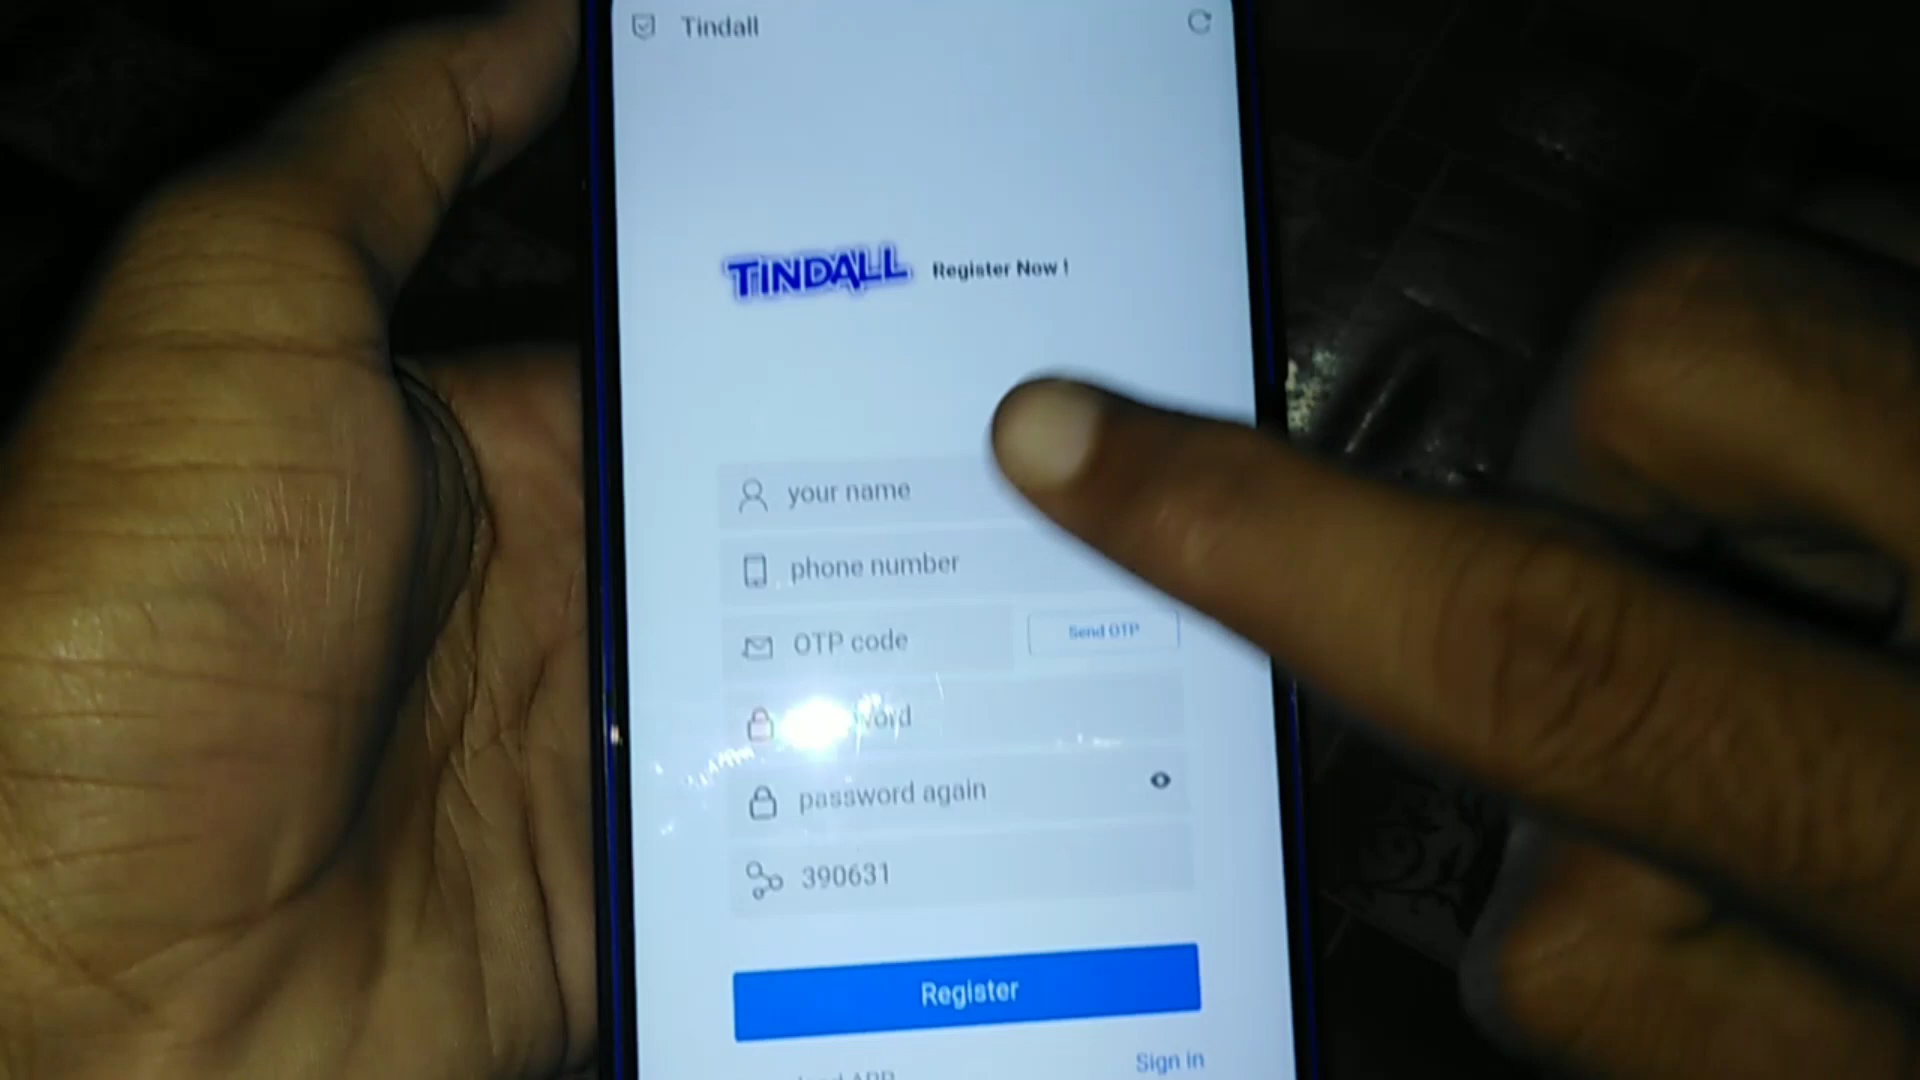 Tindall
TINDALL Register Now !
your name
phone number
OTP code Send OTP
password again
390631
Register
Sign in